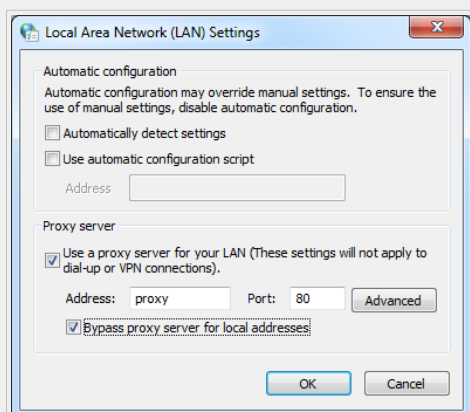 Local Area Network (LAN) Settings
Automatic configuration
Automatic configuration may override manual settings. To ensure the
use of manual settings, disable automatic configuration.
Automatically detect settings
Use automatic configuration script
Address
Proxy server
Use a proxy server for your LAN (These settings will not apply to
dial-up or VPN connections).
Address: proxy Port: 80 Advanced
Bypass proxy server for local addresses
OK Cancel